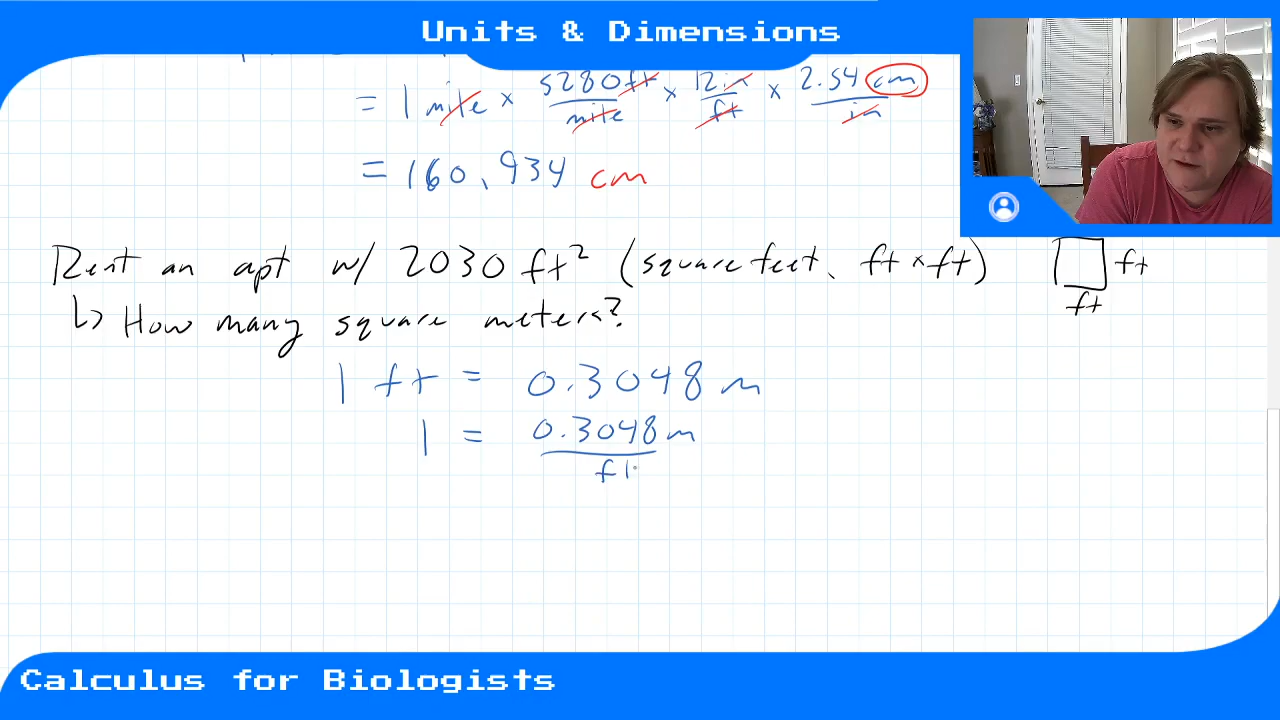 Units & Dimensions
= 1 mile × 5280 ft / mile × 12 in / ft × 2.54 cm / in
= 160,934 cm
Rent an apt w/ 2030 ft² (square feet, ft × ft)
ft
ft
↳ How many square meters?
1 ft = 0.3048 m
1 = 0.3048 m
ft
Calculus for Biologists